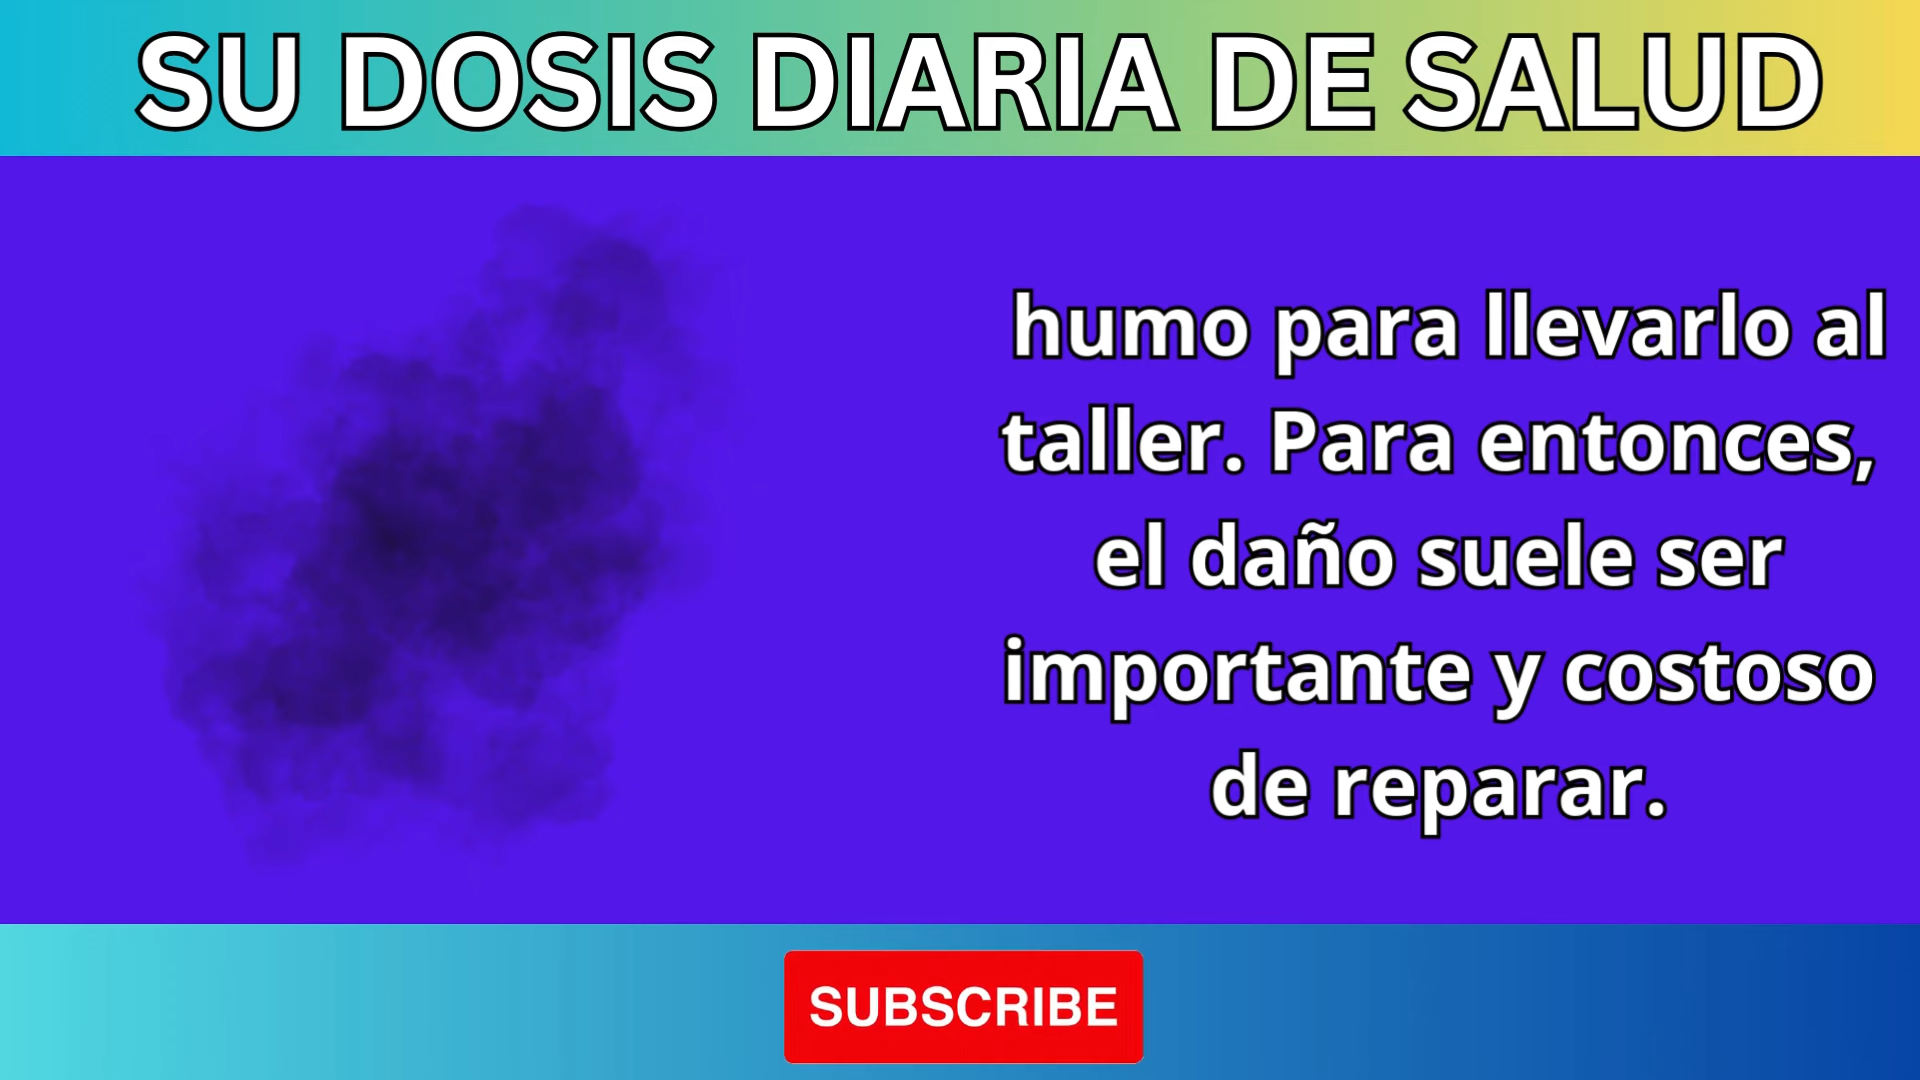 SU DOSIS DIARIA DE SALUD
humo para llevarlo al
taller. Para entonces,
el daño suele ser
importante y costoso
de reparar.
SUBSCRIBE